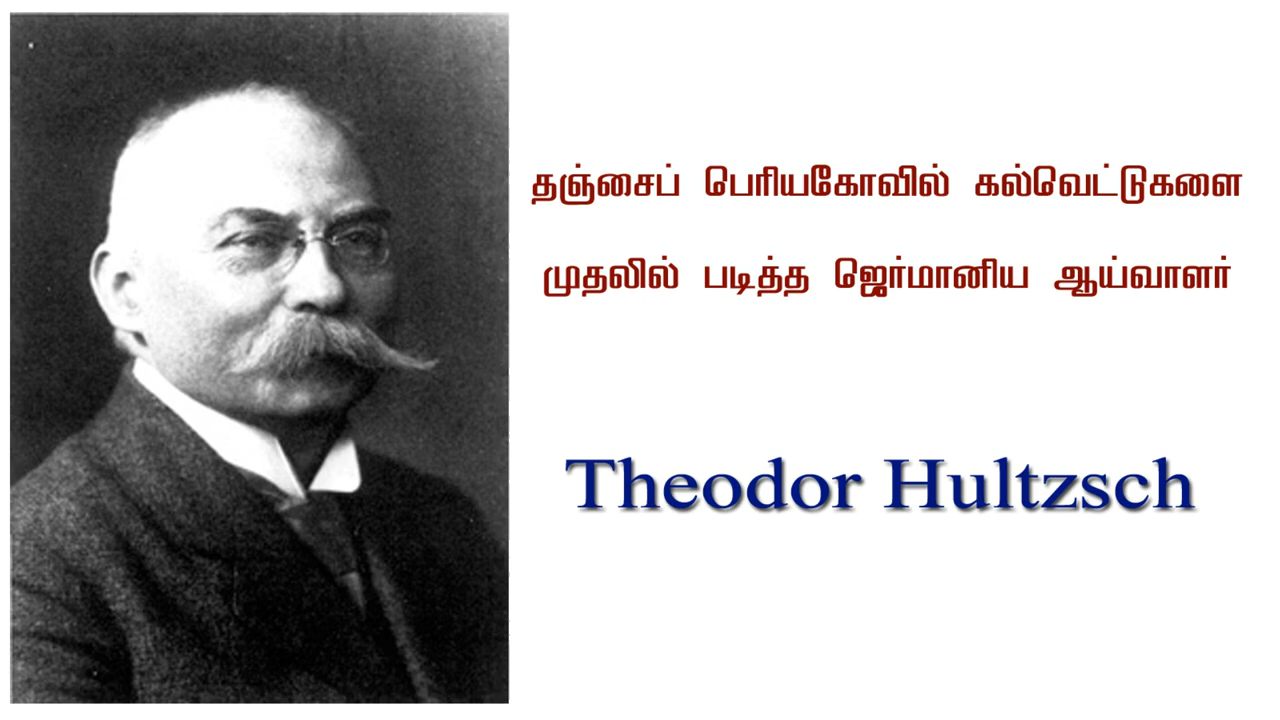 தஞ்சைப் பெரியகோவில் கல்வெட்டுகளை
முதலில் படித்த ஜெர்மானிய ஆய்வாளர்
Theodor Hultzsch